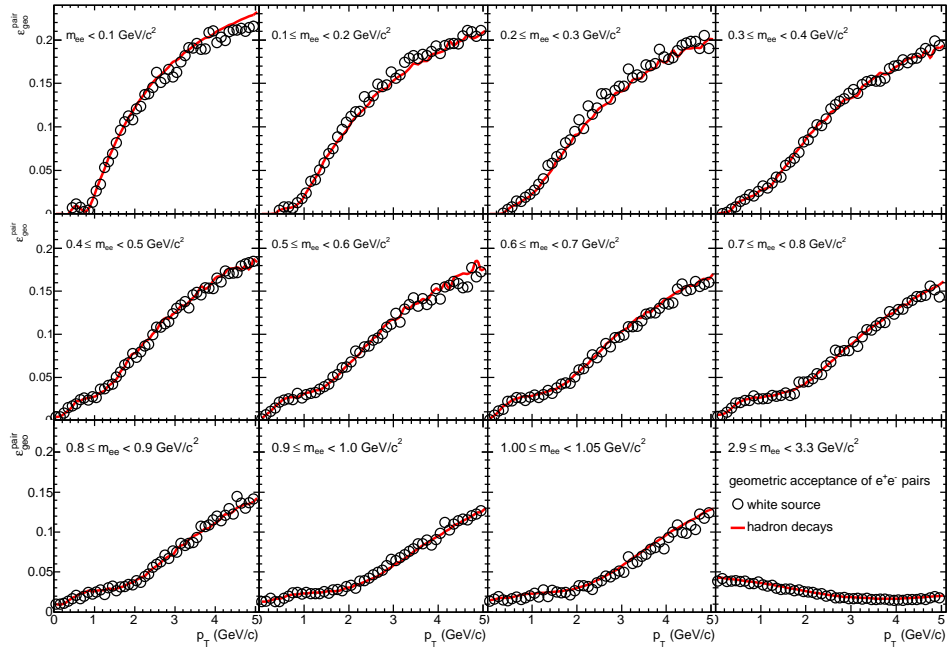 ε_geo^pair
0.2
0.15
0.1
0.05
0
m_ee < 0.1 GeV/c²
0.1 ≤ m_ee < 0.2 GeV/c²
0.2 ≤ m_ee < 0.3 GeV/c²
0.3 ≤ m_ee < 0.4 GeV/c²
ε_geo^pair
0.2
0.15
0.1
0.05
0
0.4 ≤ m_ee < 0.5 GeV/c²
0.5 ≤ m_ee < 0.6 GeV/c²
0.6 ≤ m_ee < 0.7 GeV/c²
0.7 ≤ m_ee < 0.8 GeV/c²
ε_geo^pair
0.2
0.15
0.1
0.05
0
0.8 ≤ m_ee < 0.9 GeV/c²
0.9 ≤ m_ee < 1.0 GeV/c²
1.00 ≤ m_ee < 1.05 GeV/c²
2.9 ≤ m_ee < 3.3 GeV/c²
geometric acceptance of e⁺e⁻ pairs
white source
hadron decays
0 1 2 3 4 5
1 2 3 4 5
1 2 3 4 5
1 2 3 4 5
p_T (GeV/c)
p_T (GeV/c)
p_T (GeV/c)
p_T (GeV/c)